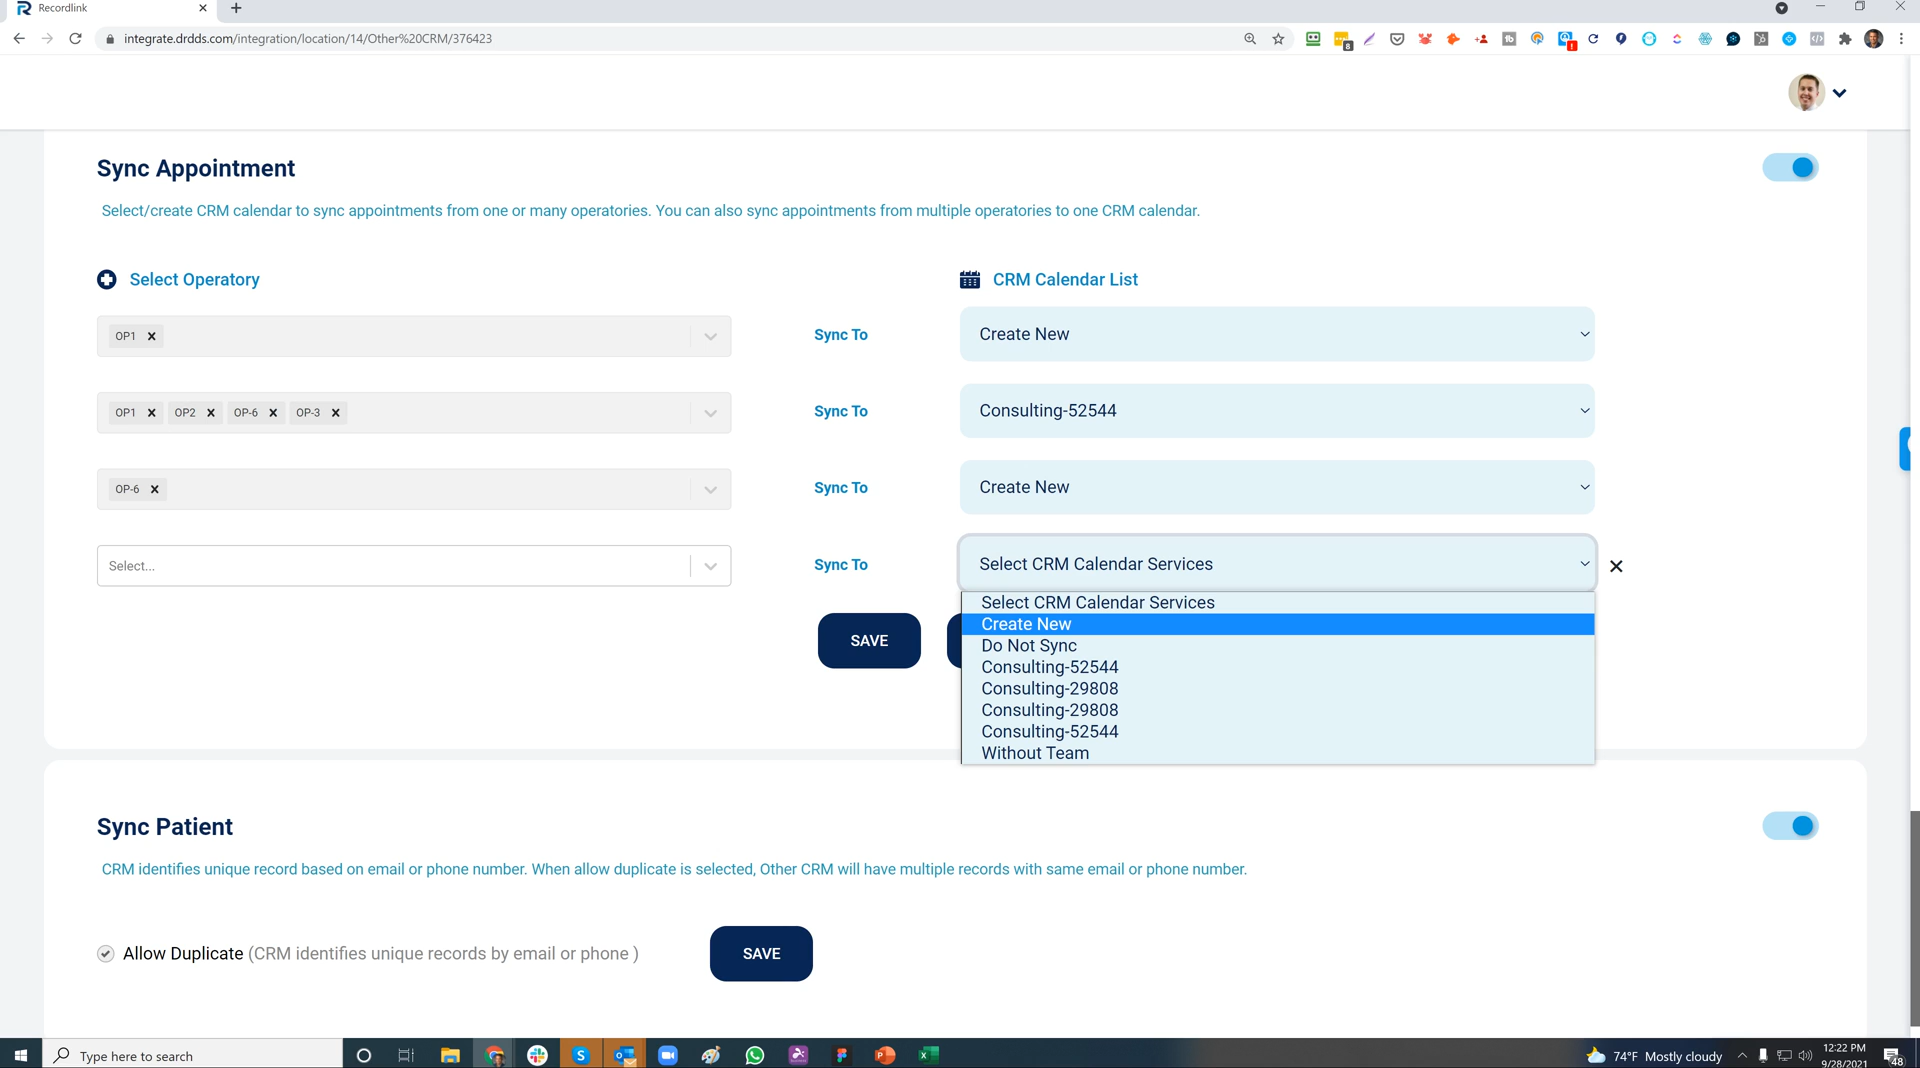 Recordlink
integrate.drdds.com/integration/location/14/Other%20CRM/376423
Sync Appointment
Select/create CRM calendar to sync appointments from one or many operatories. You can also sync appointments from multiple operatories to one CRM calendar.
Select Operatory
CRM Calendar List
OP1
Sync To
Create New
OP1 OP2 OP-6 OP-3
Sync To
Consulting-52544
OP-6
Sync To
Create New
Select...
Sync To
Select CRM Calendar Services
Select CRM Calendar Services
Create New
Do Not Sync
Consulting-52544
Consulting-29808
Consulting-29808
Consulting-52544
Without Team
SAVE
Sync Patient
CRM identifies unique record based on email or phone number. When allow duplicate is selected, Other CRM will have multiple records with same email or phone number.
Allow Duplicate (CRM identifies unique records by email or phone )
SAVE
Type here to search
74°F Mostly cloudy
12:22 PM
9/28/2021
48